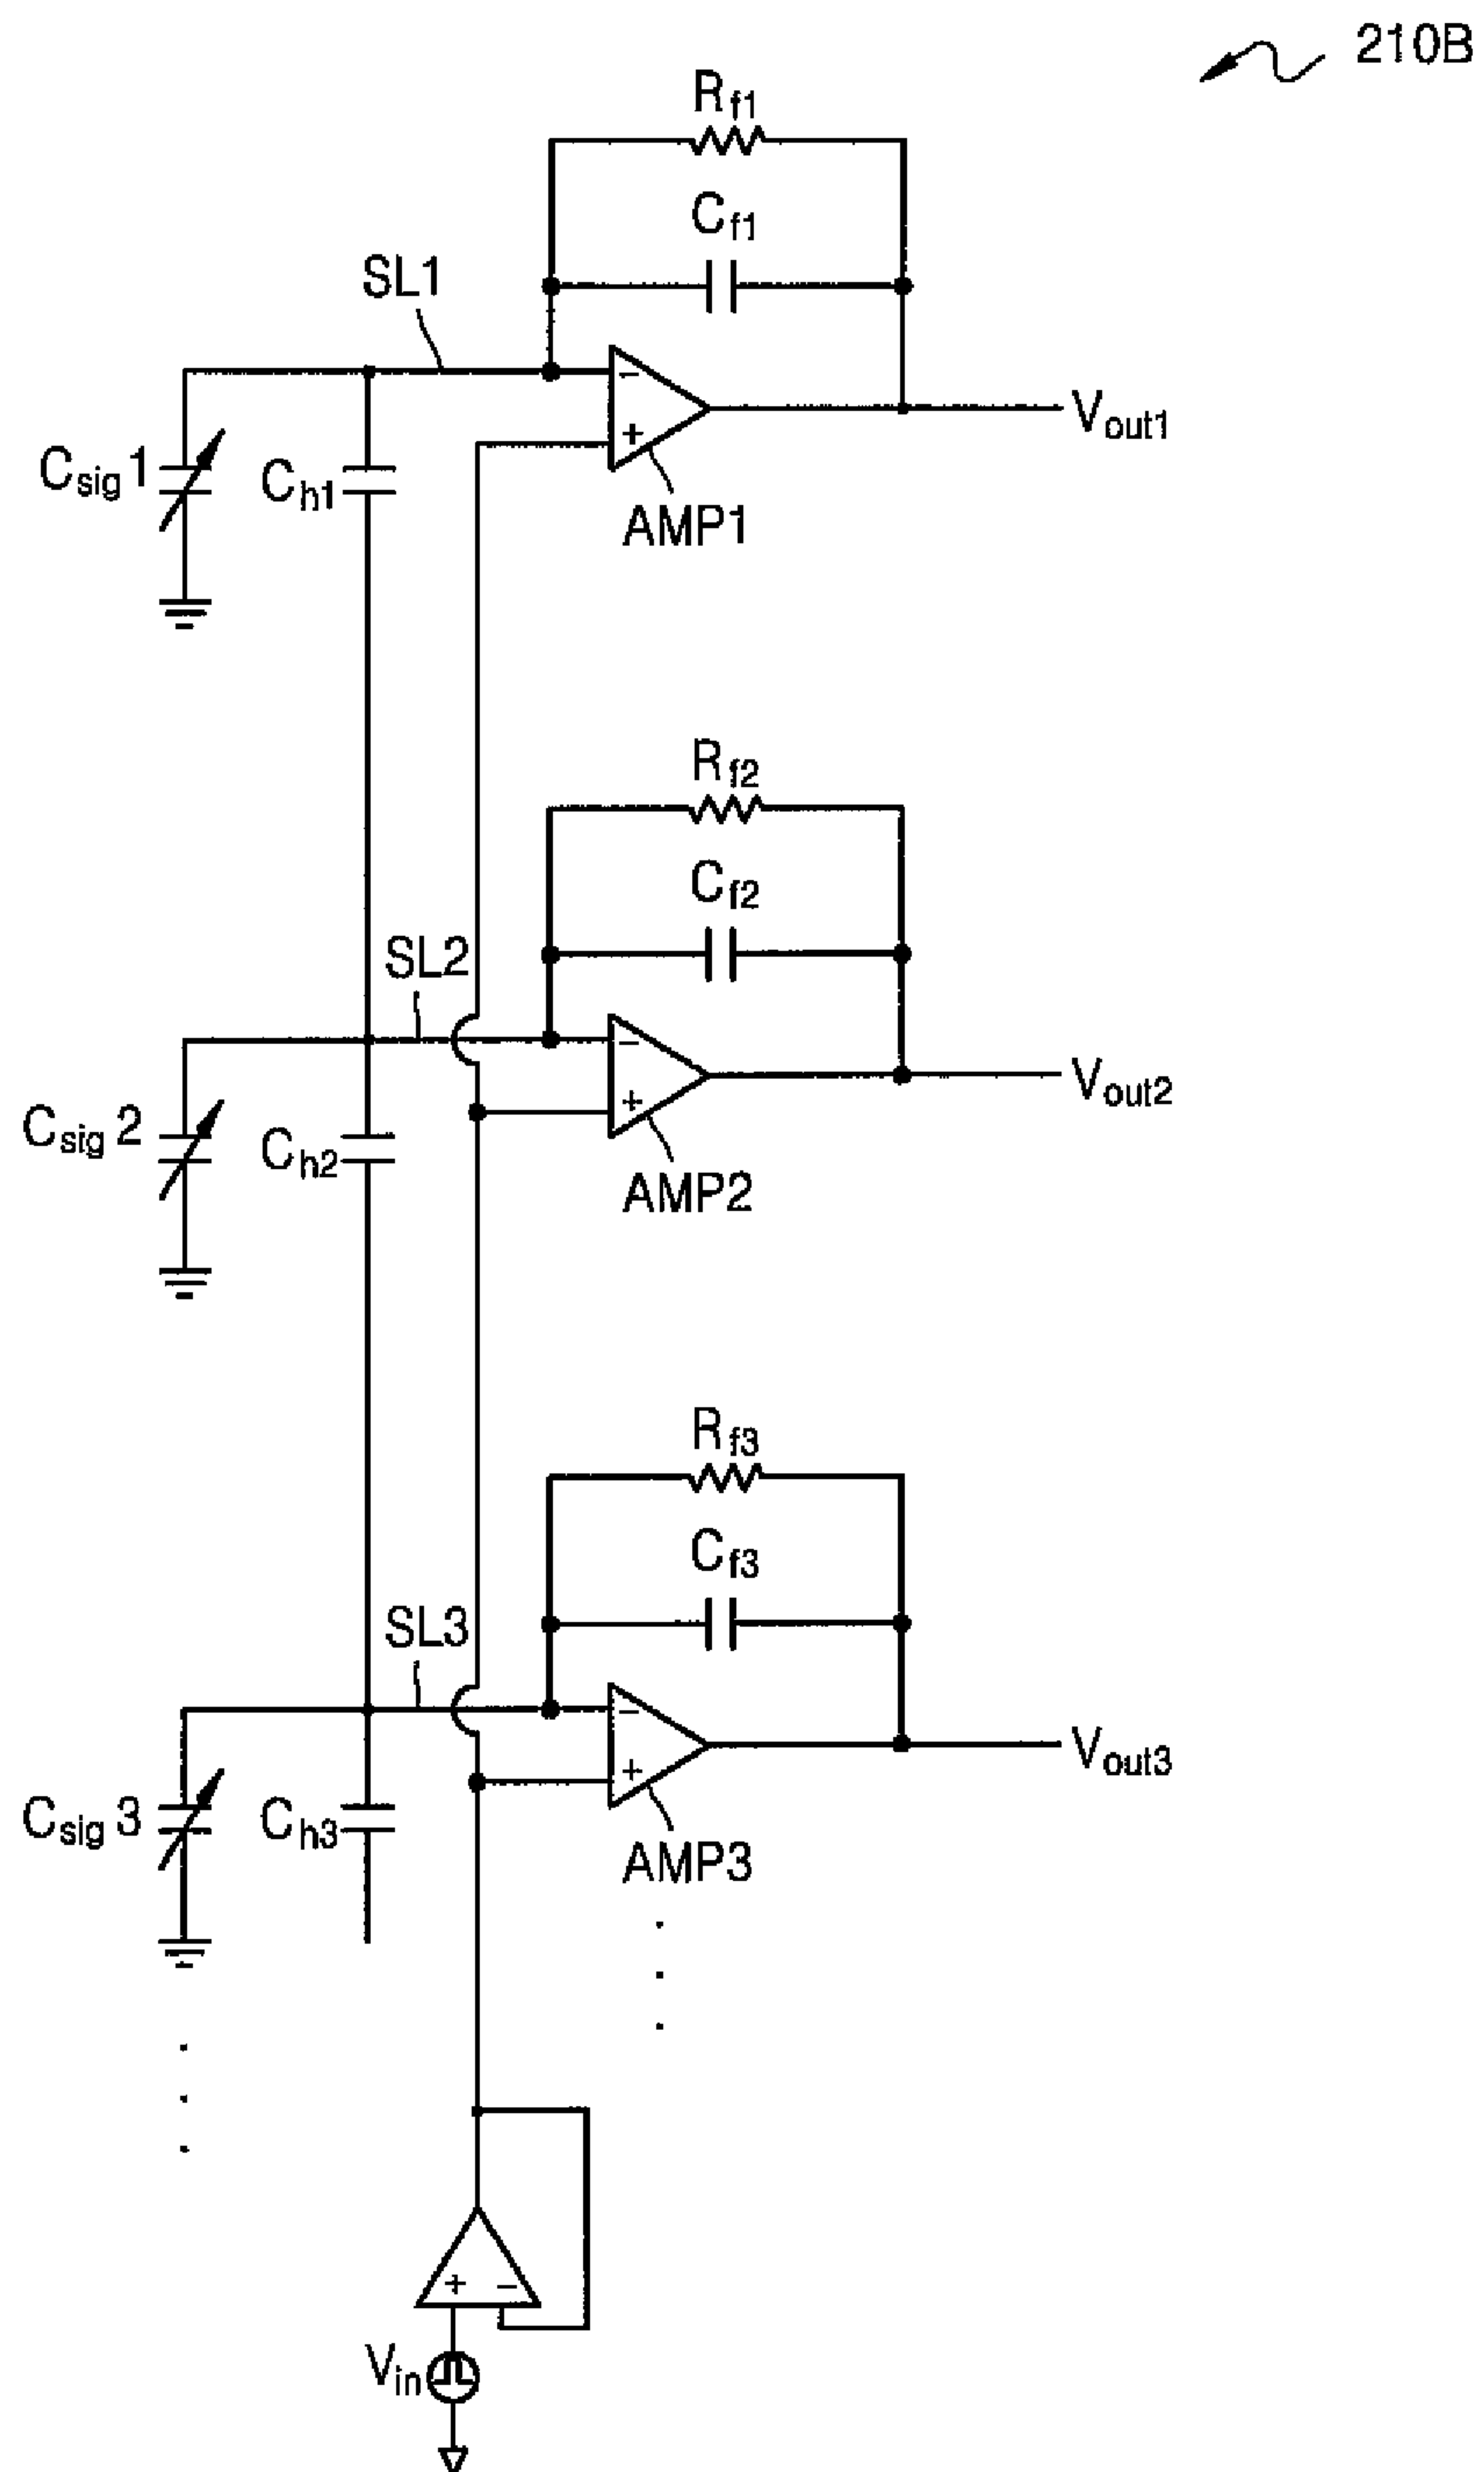 210B
Rf1
Cf1
SL1
−
+
Csig1
Ch1
AMP1
Vout1
Rf2
Cf2
SL2
−
+
Csig2
Ch2
AMP2
Vout2
Rf3
Cf3
SL3
−
+
Csig3
Ch3
AMP3
Vout3
+ −
Vin